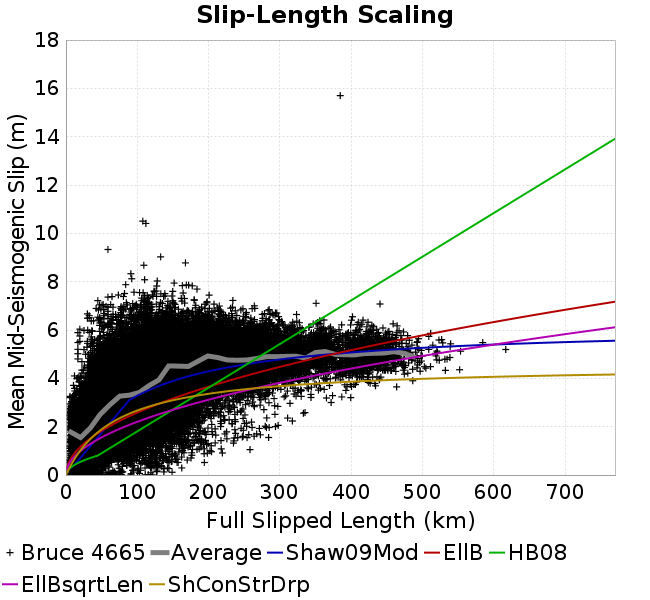 Slip-Length Scaling
Mean Mid-Seismogenic Slip (m)
18
16
14
12
10
8
6
4
2
0
0 100 200 300 400 500 600 700
Full Slipped Length (km)
Bruce 4665 Average Shaw09Mod EllB HB08
EllBsqrtLen ShConStrDrp